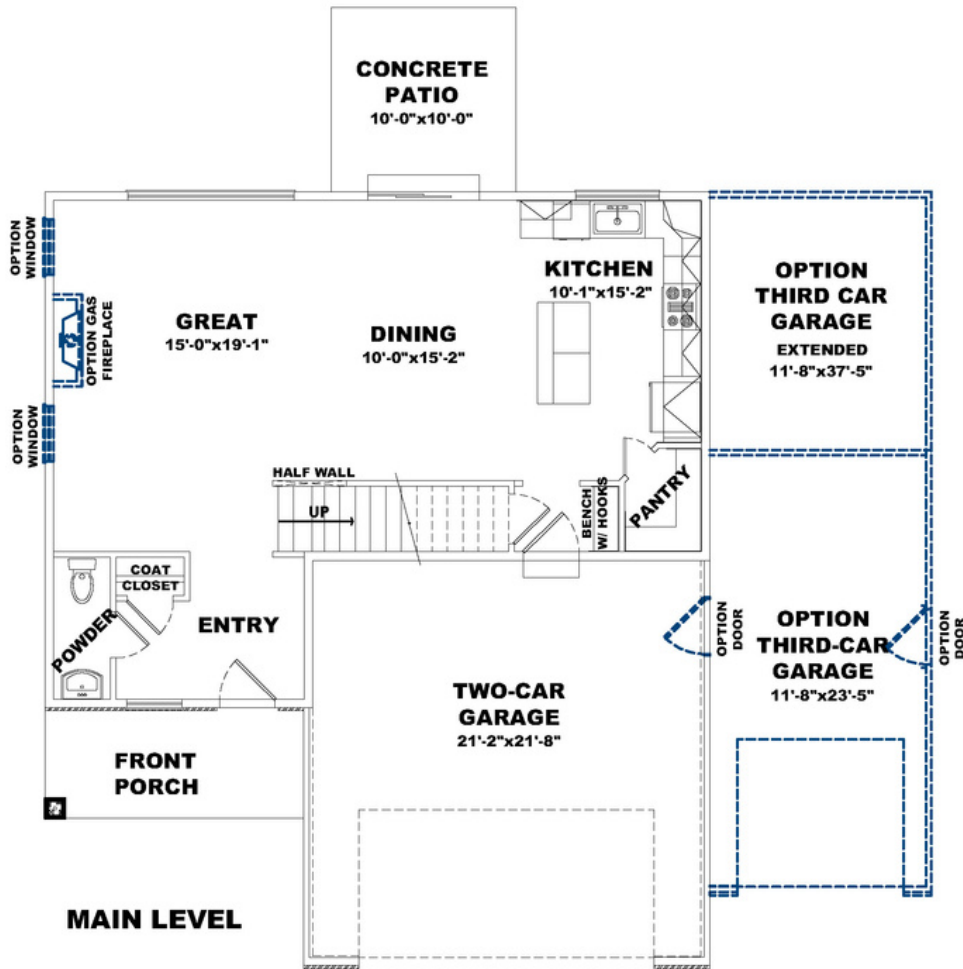 CONCRETE
PATIO
10'-0"x10'-0"
OPTION
WINDOW
KITCHEN
10'-1"x15'-2"
OPTION
THIRD CAR
GARAGE
EXTENDED
11'-8"x37'-5"
GREAT
15'-0"x19'-1"
OPTION GAS
FIREPLACE
DINING
10'-0"x15'-2"
OPTION
WINDOW
HALF WALL
UP
BENCH
W/ HOOKS
PANTRY
COAT
CLOSET
POWDER
ENTRY
OPTION
DOOR
OPTION
THIRD-CAR
GARAGE
11'-8"x23'-5"
OPTION
DOOR
TWO-CAR
GARAGE
21'-2"x21'-8"
FRONT
PORCH
MAIN LEVEL